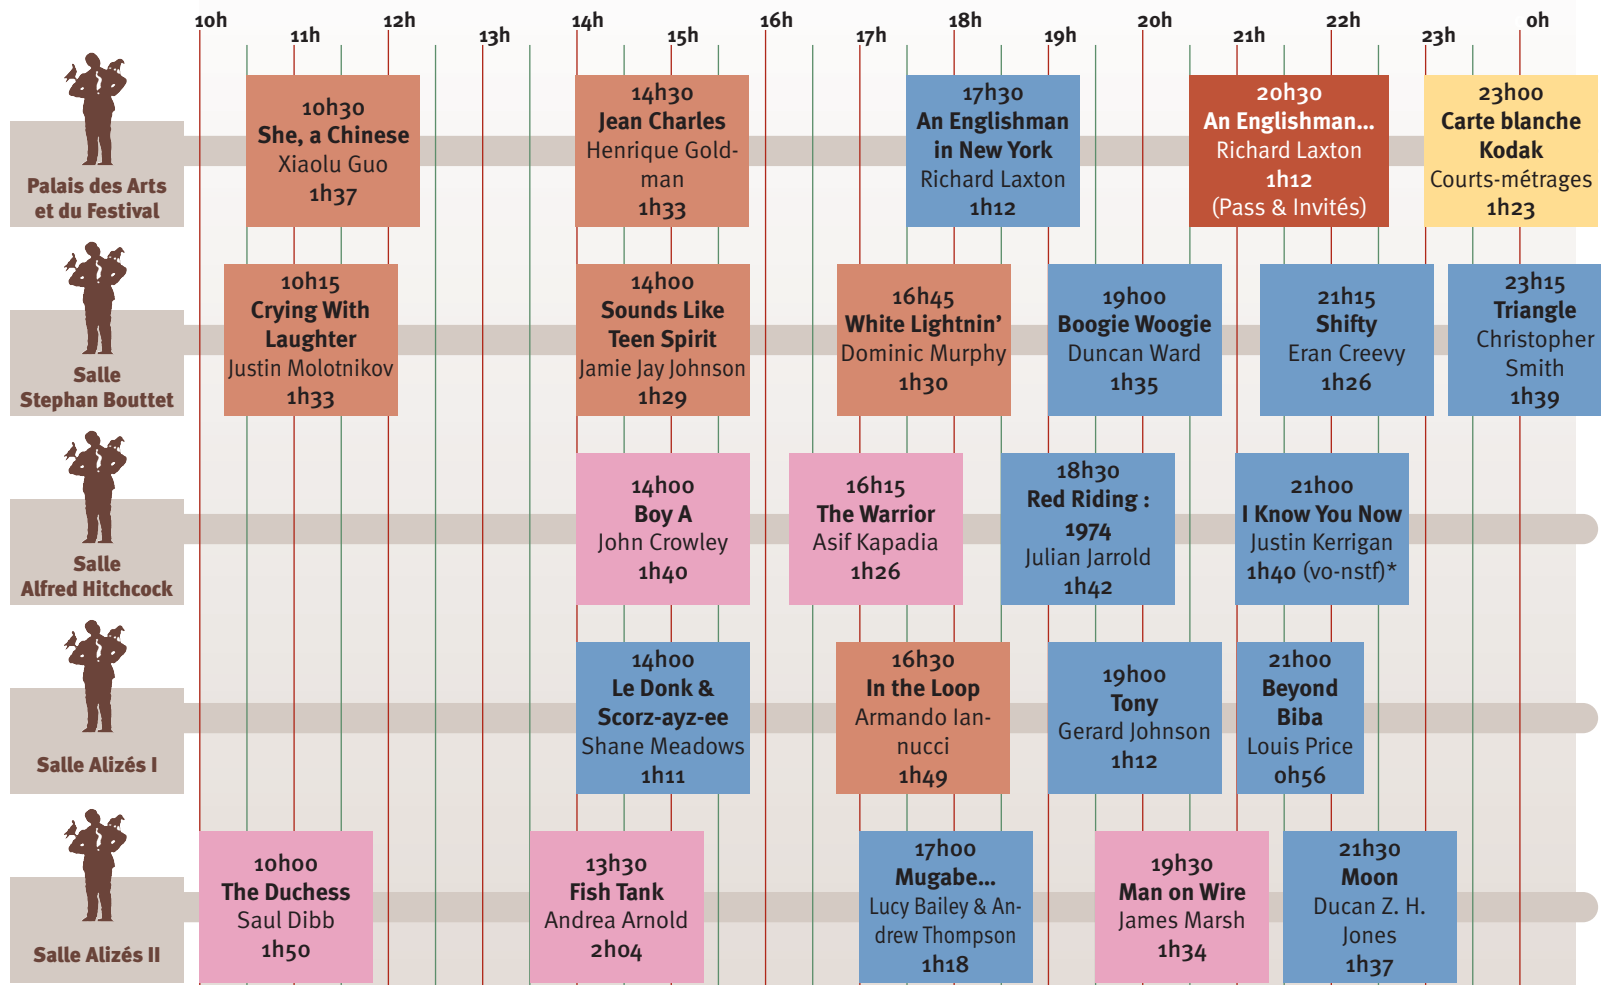 10h 12h 14h 16h 18h 20h 22h 0h
11h 13h 15h 17h 19h 21h 23h
Palais des Arts
et du Festival
10h30
She, a Chinese
Xiaolu Guo
1h37
14h30
Jean Charles
Henrique Gold-
man
1h33
17h30
An Englishman
in New York
Richard Laxton
1h12
20h30
An Englishman...
Richard Laxton
1h12
(Pass & Invités)
23h00
Carte blanche
Kodak
Courts-métrages
1h23
Salle
Stephan Bouttet
10h15
Crying With
Laughter
Justin Molotnikov
1h33
14h00
Sounds Like
Teen Spirit
Jamie Jay Johnson
1h29
16h45
White Lightnin’
Dominic Murphy
1h30
19h00
Boogie Woogie
Duncan Ward
1h35
21h15
Shifty
Eran Creevy
1h26
23h15
Triangle
Christopher
Smith
1h39
Salle
Alfred Hitchcock
14h00
Boy A
John Crowley
1h40
16h15
The Warrior
Asif Kapadia
1h26
18h30
Red Riding :
1974
Julian Jarrold
1h42
21h00
I Know You Now
Justin Kerrigan
1h40 (vo-nstf)*
Salle Alizés I
14h00
Le Donk &
Scorz-ayz-ee
Shane Meadows
1h11
16h30
In the Loop
Armando Ian-
nucci
1h49
19h00
Tony
Gerard Johnson
1h12
21h00
Beyond
Biba
Louis Price
0h56
Salle Alizés II
10h00
The Duchess
Saul Dibb
1h50
13h30
Fish Tank
Andrea Arnold
2h04
17h00
Mugabe...
Lucy Bailey & An-
drew Thompson
1h18
19h30
Man on Wire
James Marsh
1h34
21h30
Moon
Ducan Z. H.
Jones
1h37